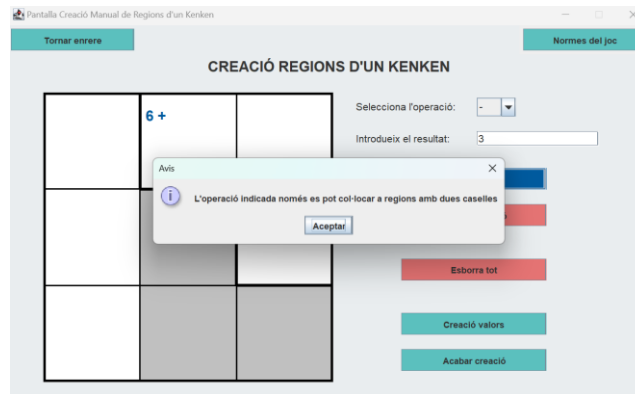 Pantalla Creació Manual de Regions d'un Kenken
Tornar enrere
Normes del joc
CREACIÓ REGIONS D'UN KENKEN
6 +
Selecciona l'operació:
-
Introdueix el resultat:
3
Avis
L'operació indicada només es pot col·locar a regions amb dues caselles
Aceptar
Esborra tot
Creació valors
Acabar creació